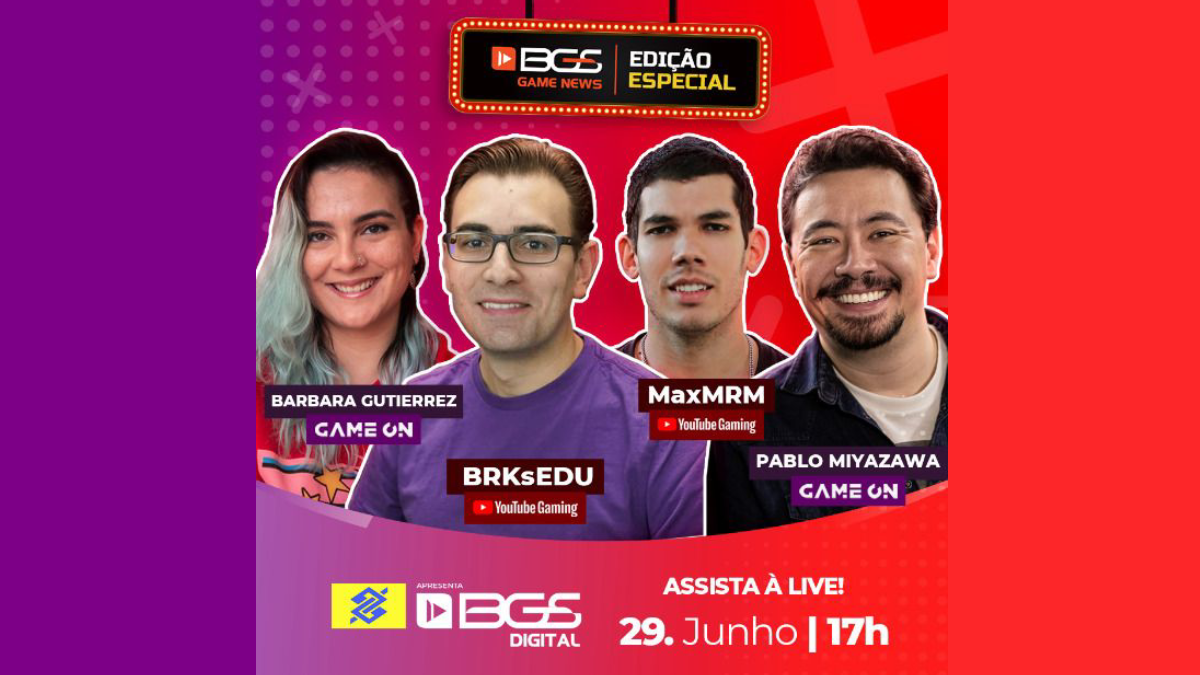 BGS
GAME NEWS
EDIÇÃO
ESPECIAL
BARBARA GUTIERREZ
GAME ON
BRKsEDU
YouTube Gaming
MaxMRM
YouTube Gaming
PABLO MIYAZAWA
GAME ON
APRESENTA
BGS
DIGITAL
ASSISTA À LIVE!
29. Junho | 17h